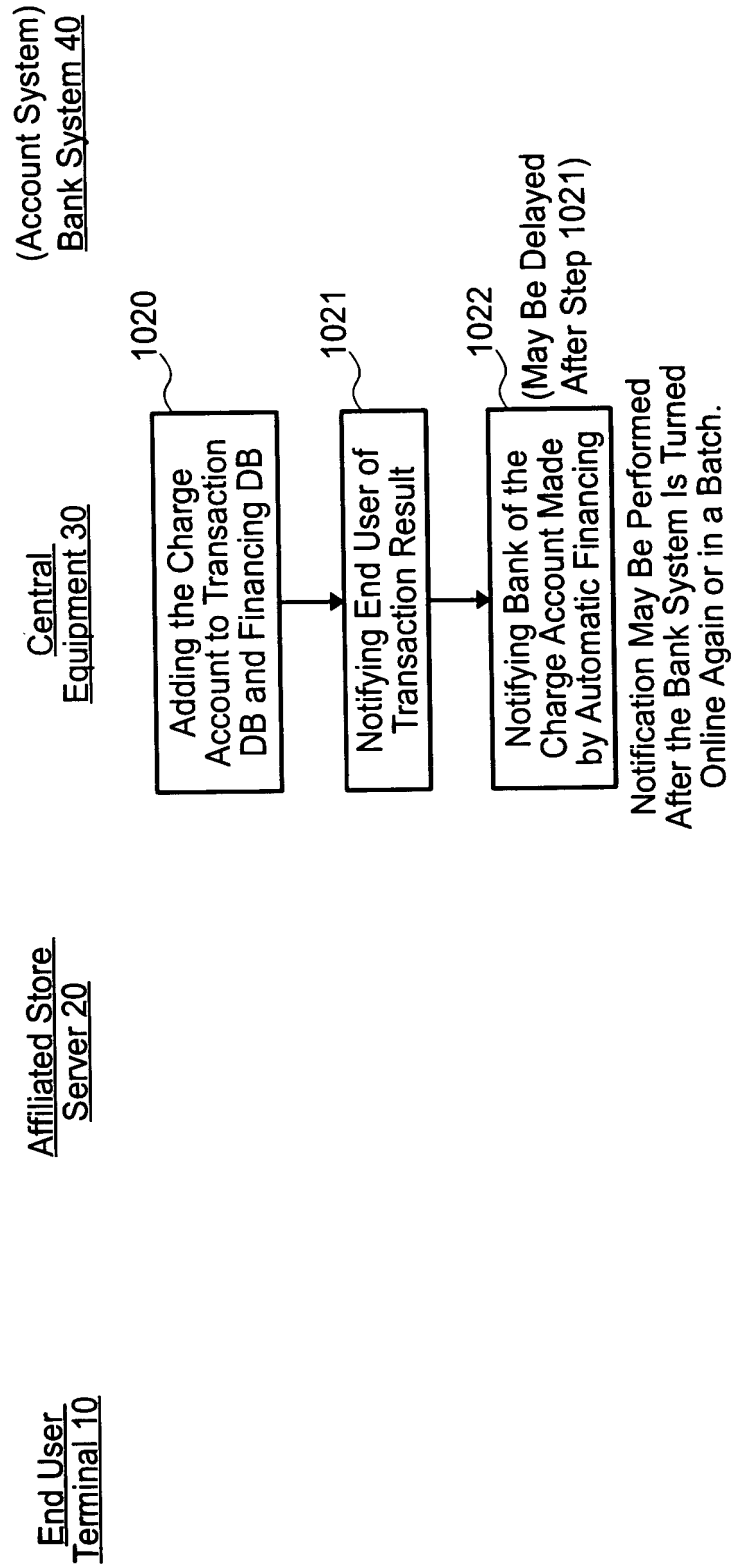 End User
Terminal 10
Affiliated Store
Server 20
Central
Equipment 30
(Account System)
Bank System 40
1020
Adding the Charge
Account to Transaction
DB and Financing DB
1021
Notifying End User of
Transaction Result
1022
Notifying Bank of the
Charge Account Made
by Automatic Financing
(May Be Delayed
After Step 1021)
Notification May Be Performed
After the Bank System Is Turned
Online Again or in a Batch.